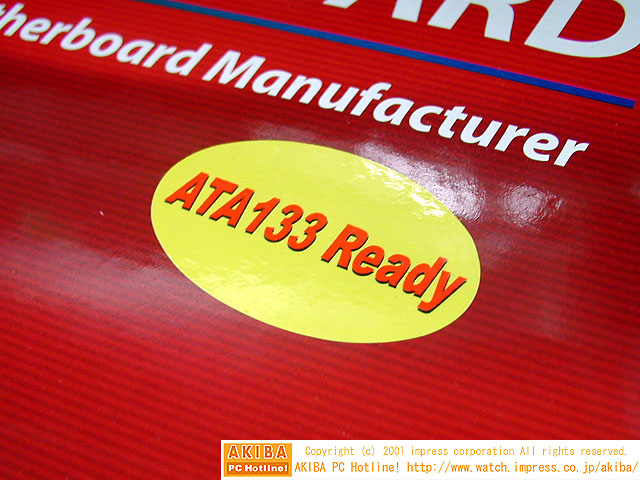 ARD
therboard Manufacturer
ATA133 Ready
AKIBA
PC Hotline!
Copyright (c) 2001 impress corporation All rights reserved.
AKIBA PC Hotline! http://www.watch.impress.co.jp/akiba/